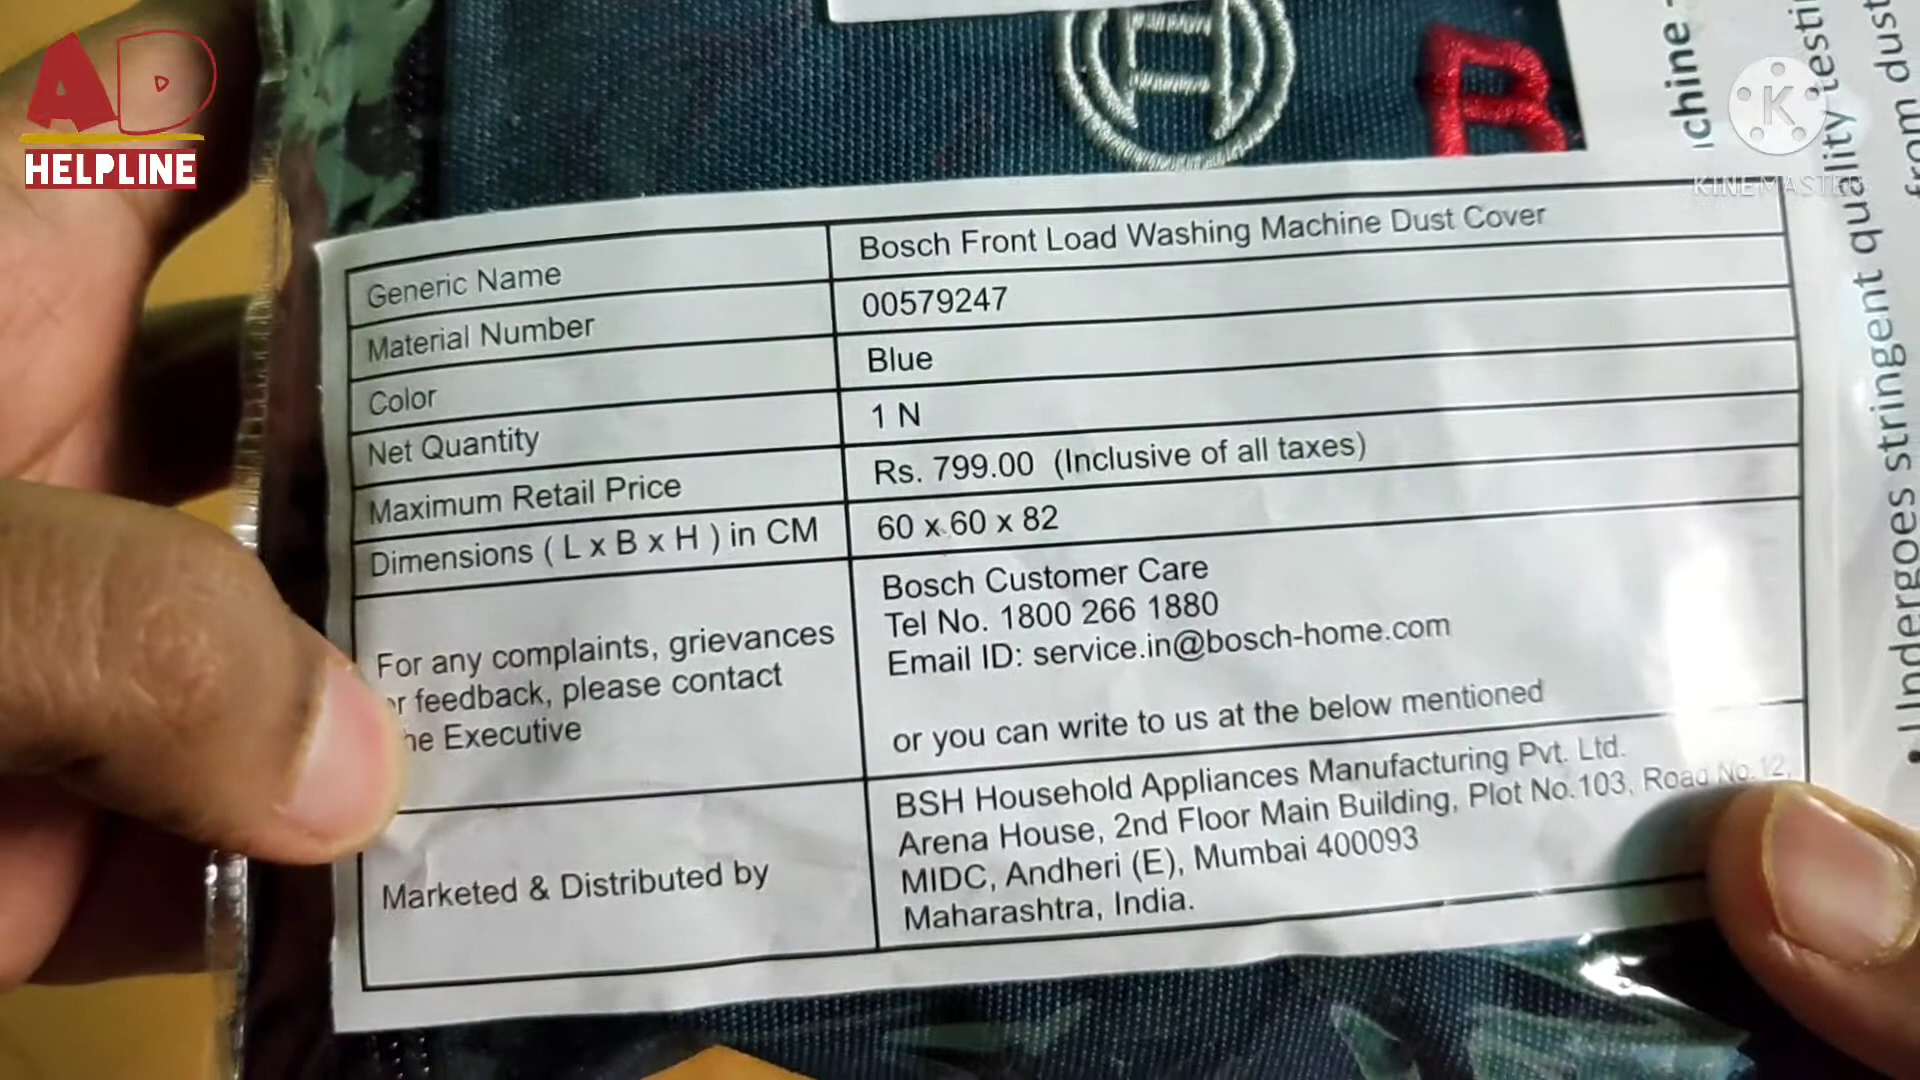 AD
HELPLINE
B
K
KINEMASTER
Generic Name
Bosch Front Load Washing Machine Dust Cover
Material Number
00579247
Color
Blue
Net Quantity
1 N
Maximum Retail Price
Rs. 799.00 (Inclusive of all taxes)
Dimensions ( L x B x H ) in CM
60 x 60 x 82
For any complaints, grievances
r feedback, please contact
he Executive
Bosch Customer Care
Tel No. 1800 266 1880
Email ID: service.in@bosch-home.com
or you can write to us at the below mentioned
Marketed & Distributed by
BSH Household Appliances Manufacturing Pvt. Ltd.
Arena House, 2nd Floor Main Building, Plot No.103, Road No.12,
MIDC, Andheri (E), Mumbai 400093
Maharashtra, India.
chine -
• Undergoes stringent quality testi
from dust